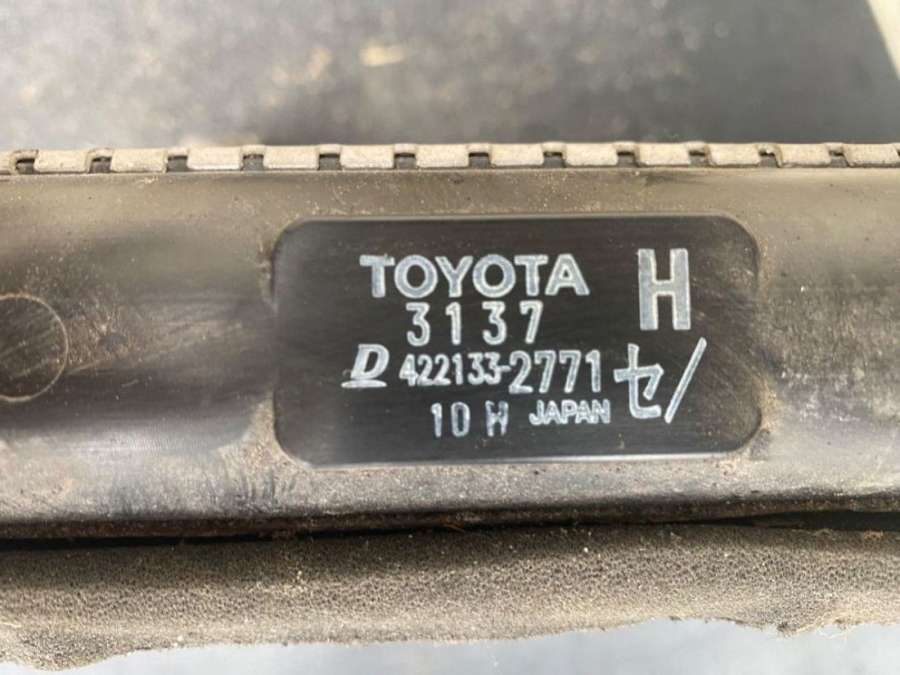 TOYOTA H
3137
D 422133-2771 セ/
10 H JAPAN